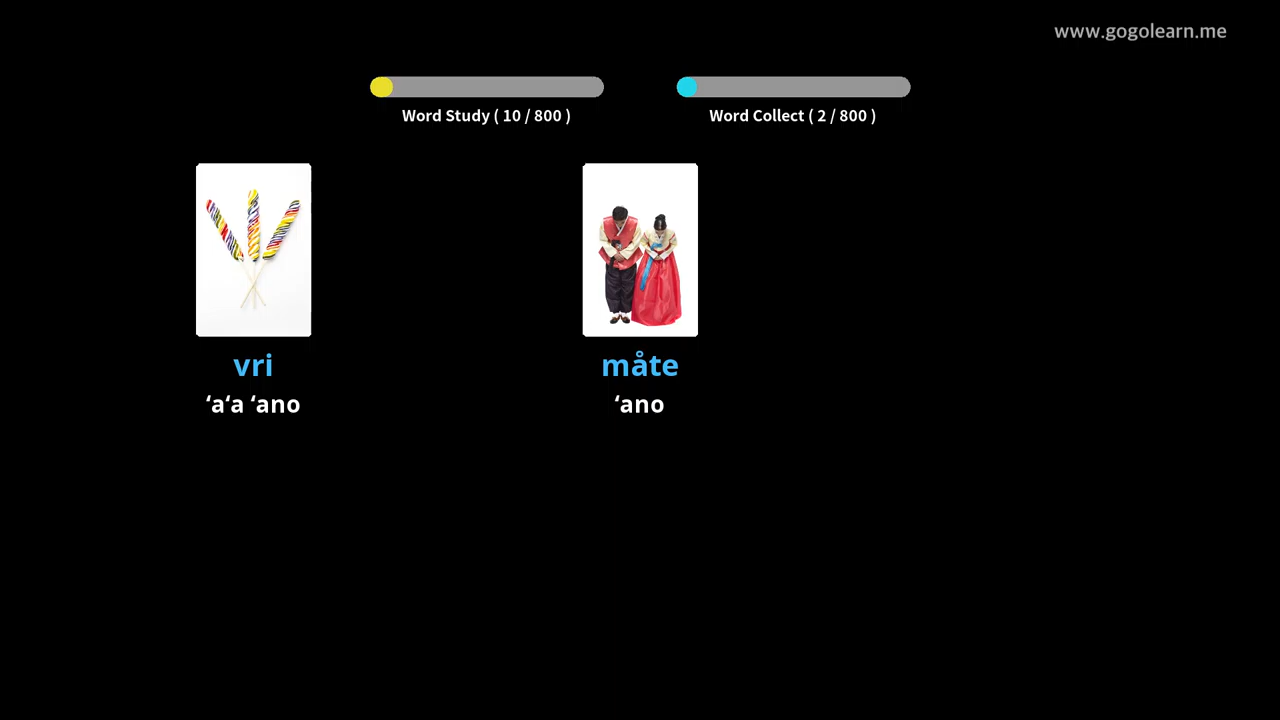 www.gogolearn.me
Word Study ( 10 / 800 )
Word Collect ( 2 / 800 )
vri
måte
ʻaʻa ʻano
ʻano